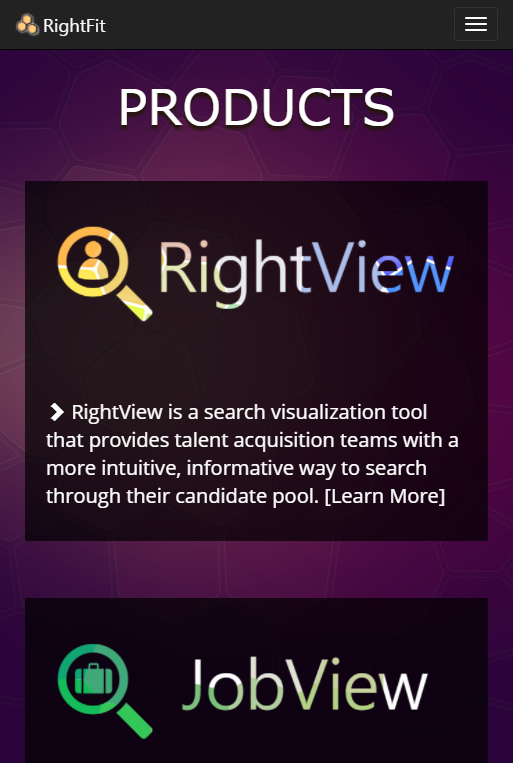 RightFit
PRODUCTS
RightView
RightView is a search visualization tool
that provides talent acquisition teams with a
more intuitive, informative way to search
through their candidate pool. [Learn More]
JobView